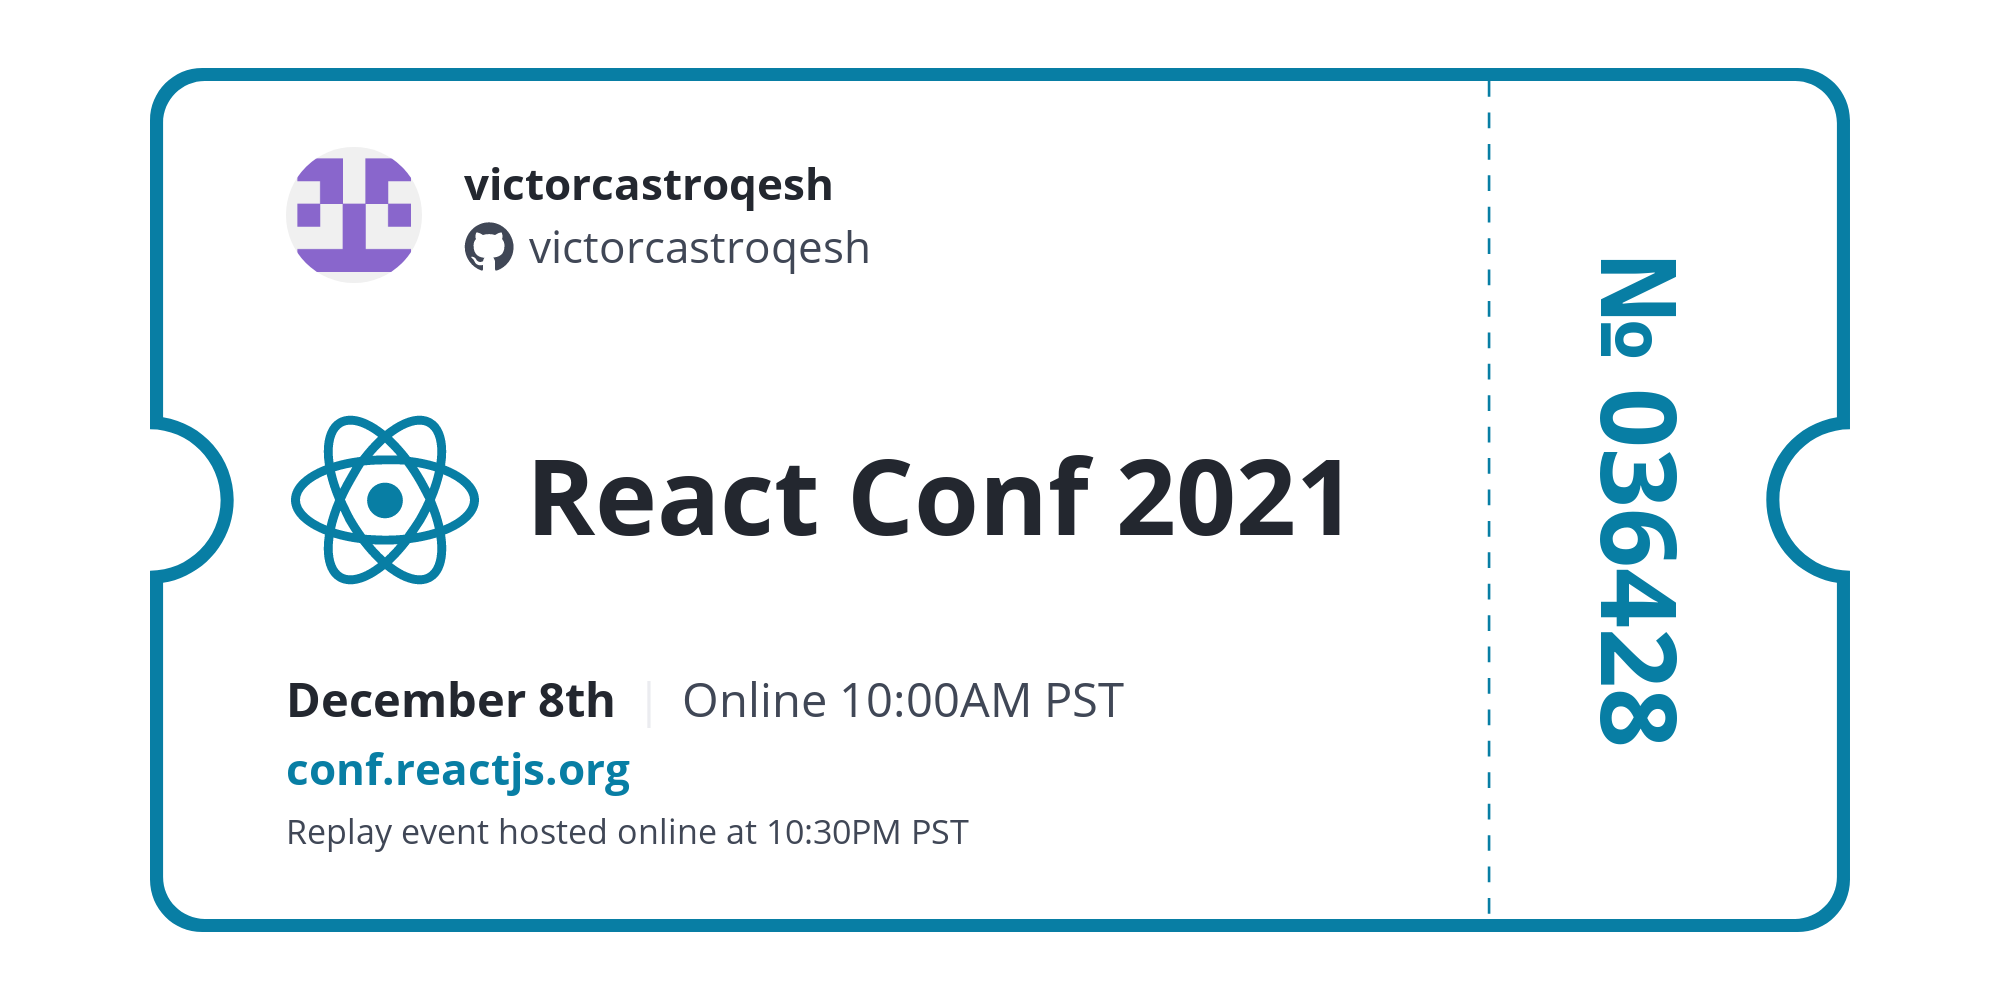 victorcastroqesh
victorcastroqesh
React Conf 2021
December 8th | Online 10:00AM PST
conf.reactjs.org
Replay event hosted online at 10:30PM PST
№ 036428